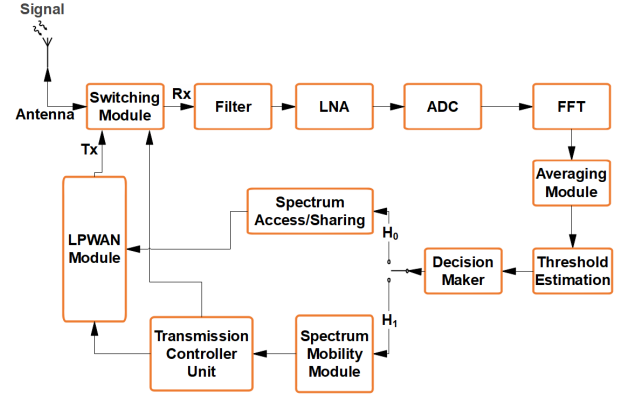 Signal
Antenna
Switching
Module
Rx
Filter
LNA
ADC
FFT
Tx
Averaging
Module
LPWAN
Module
Spectrum
Access/Sharing
H0
Decision
Maker
Threshold
Estimation
H1
Transmission
Controller
Unit
Spectrum
Mobility
Module